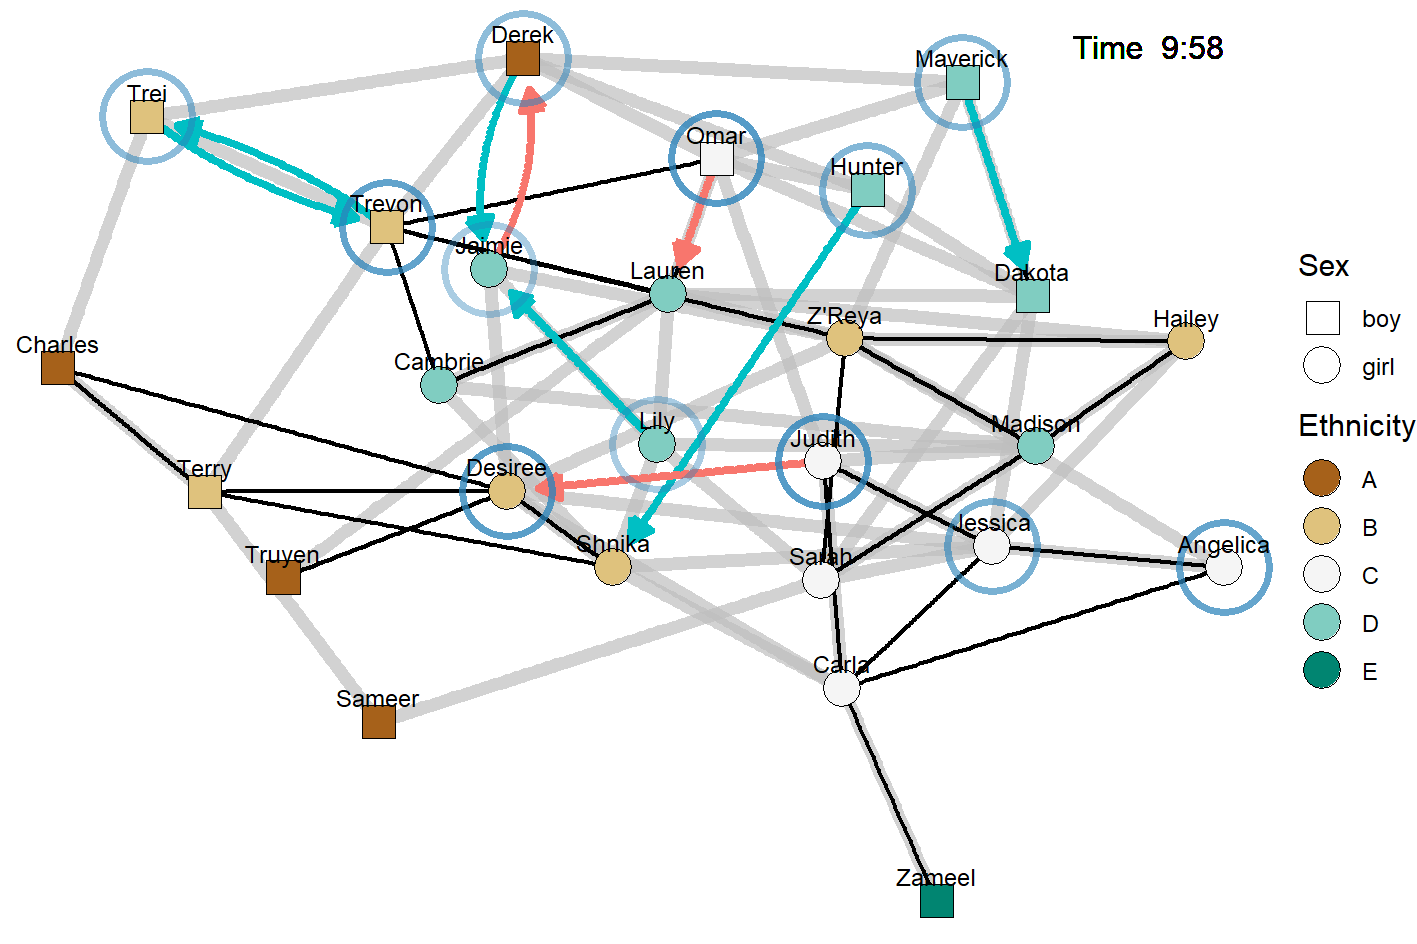 Derek
Time 9:58
Maverick
Trei
Omar
Hunter
Trevon
Jaimie
Lauren
Dakota
Z'Reya
Hailey
Charles
Cambrie
Lily
Judith
Madison
Terry
Desiree
Jessica
Truyen
Shnika
Sarah
Angelica
Carla
Sameer
Zameel
Sex
boy
girl
Ethnicity
A
B
C
D
E